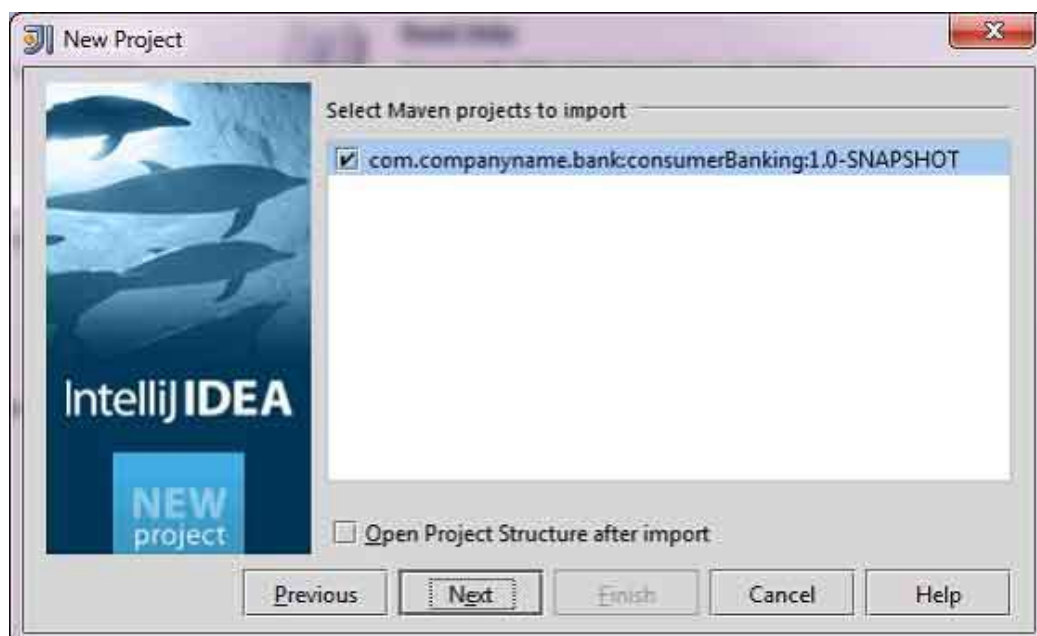 New Project
Select Maven projects to import
com.companyname.bank:consumerBanking:1.0-SNAPSHOT
IntelliJ IDEA
NEW
project
Open Project Structure after import
Previous
Next
Finish
Cancel
Help